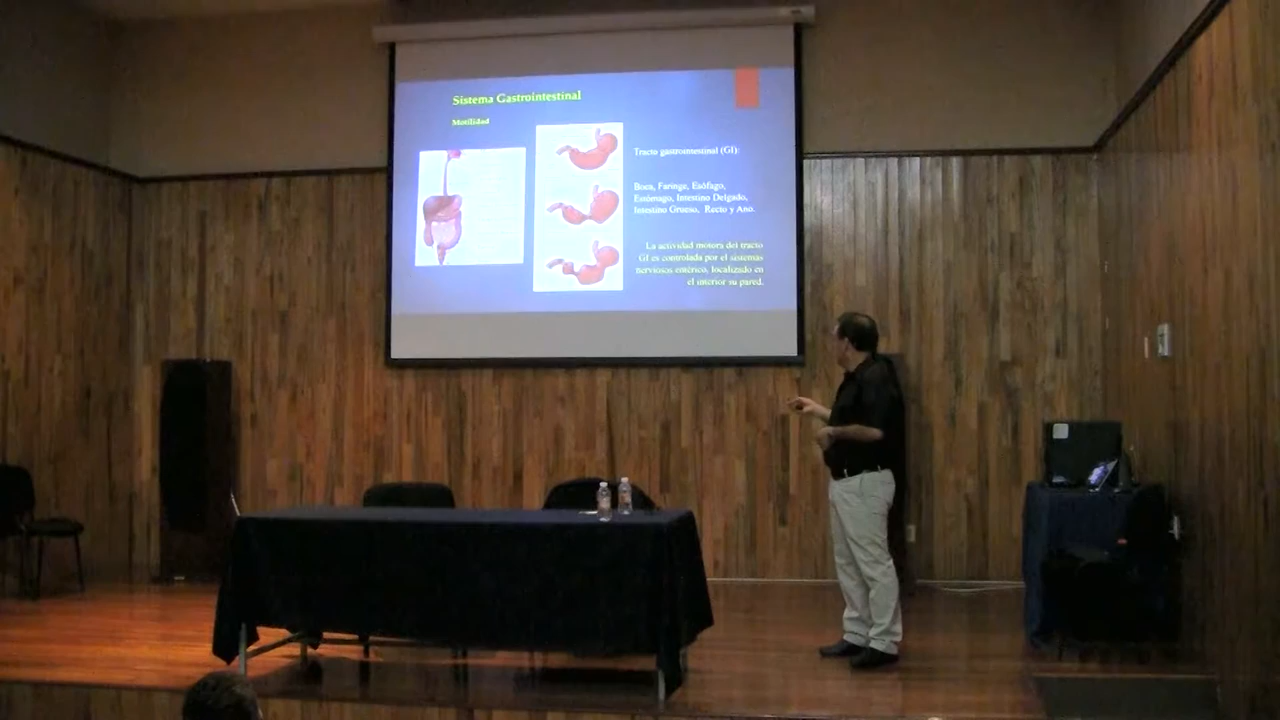 Sistema Gastrointestinal
Motilidad
Tracto gastrointestinal (GI):
Boca, Faringe, Esófago,
Estómago, Intestino Delgado,
Intestino Grueso, Recto y Ano.
La actividad motora del tracto
GI es controlada por el sistemas
nerviosos entérico, localizado en
el interior su pared.